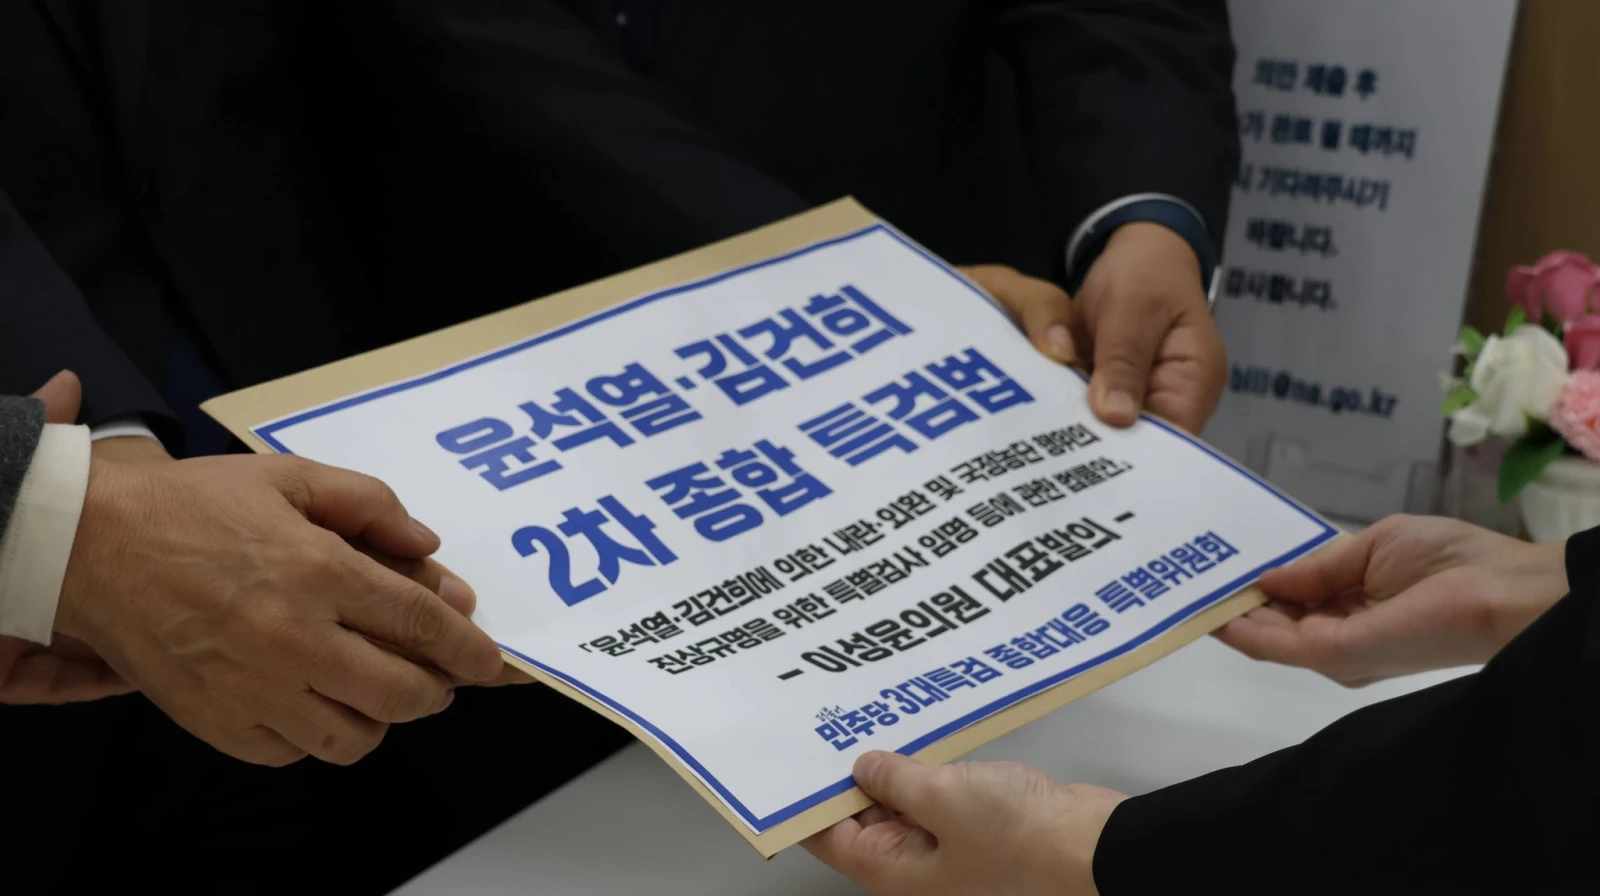 윤석열·김건희
2차 종합 특검법
「윤석열·김건희에 의한 내란·외환 및 국정농단 행위의
진상규명을 위한 특별검사 임명 등에 관한 법률안」
- 이성윤의원 대표발의 -
더불어
민주당 3대특검 종합대응 특별위원회
의안 제출 후
가 완료 될 때까지
시 기다려주시기
바랍니다.
감사합니다.
bill@na.go.kr